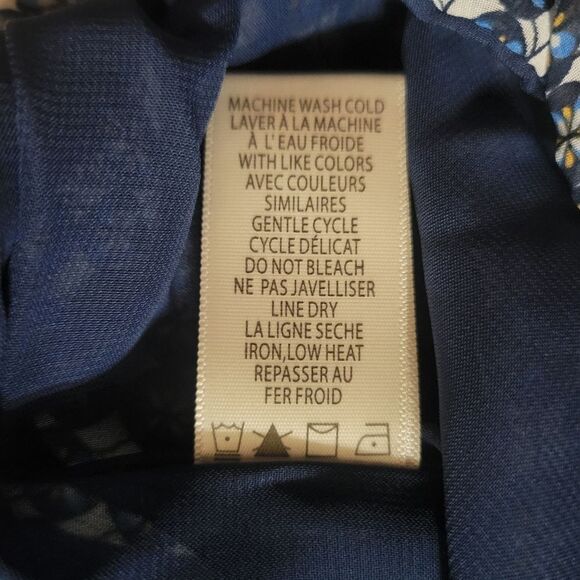 MACHINE WASH COLD
LAVER À LA MACHINE
À L' EAU FROIDE
WITH LIKE COLORS
AVEC COULEURS
SIMILAIRES
GENTLE CYCLE
CYCLE DÉLICAT
DO NOT BLEACH
NE PAS JAVELLISER
LINE DRY
LA LIGNE SECHE
IRON,LOW HEAT
REPASSER AU
FER FROID